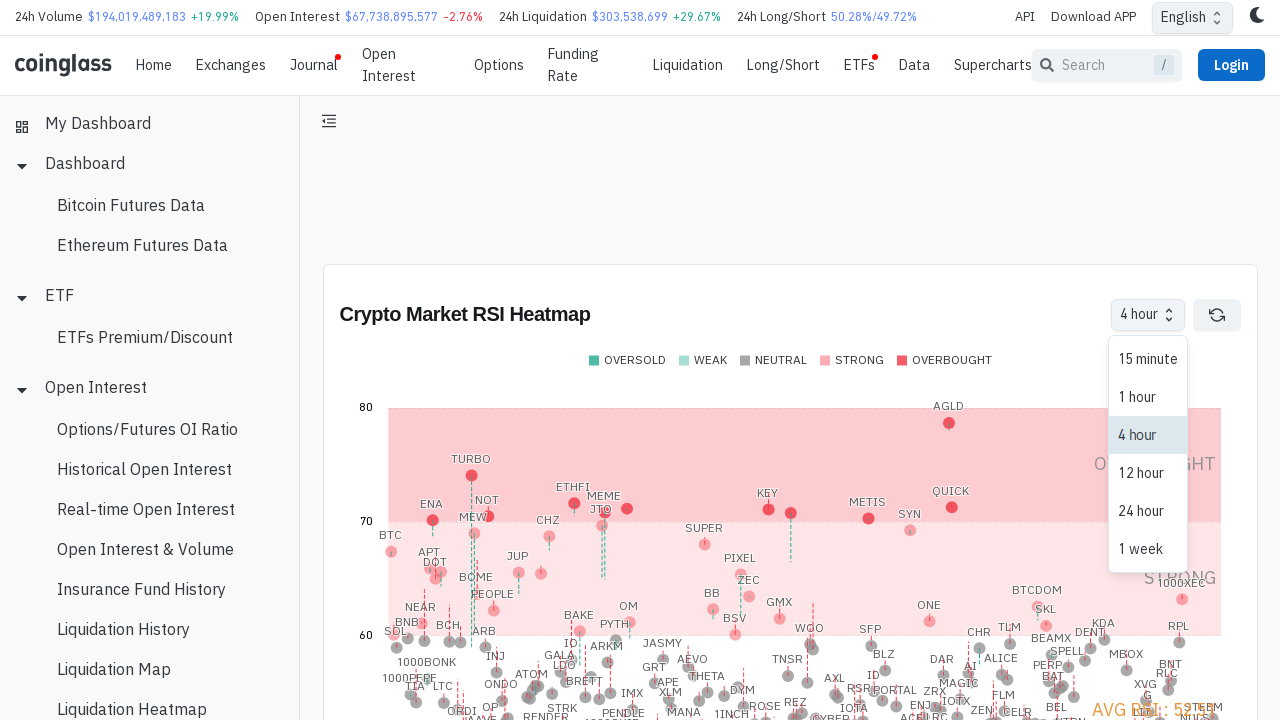 24h Volume $194,019,489,183 +19.99% Open Interest $67,738,895,577 -2.76% 24h Liquidation $303,538,699 +29.67% 24h Long/Short 50.28%/49.72% API Download APP English
coinglass Home Exchanges Journal Open Interest Options Funding Rate Liquidation Long/Short ETFs Data Supercharts Search / Login
My Dashboard
Dashboard
Bitcoin Futures Data
Ethereum Futures Data
ETF
ETFs Premium/Discount
Open Interest
Options/Futures OI Ratio
Historical Open Interest
Real-time Open Interest
Open Interest & Volume
Insurance Fund History
Liquidation History
Liquidation Map
Liquidation Heatmap
Crypto Market RSI Heatmap
4 hour
15 minute
1 hour
4 hour
12 hour
24 hour
1 week
OVERSOLD WEAK NEUTRAL STRONG OVERBOUGHT
80
AGLD
TURBO
ETHFI
MEME
KEY
QUICK
ENA
NOT
JTO
METIS
70
MEW
CHZ
SYN
BTC
SUPER
APT
DOT
JUP
PIXEL
STRONG
BOME
ZEC
1000XEC
PEOPLE
BB
BTCDOM
NEAR
OM
GMX
ONE
SKL
BNB
BCH
BAKE
PYTH
BSV
60
SOL
ARB
WOO
SFP
TLM
KDA
RPL
CHR
DENT
BEAMX
IO
ARKM
JASMY
INJ
GALA
1000BONK
LDO
AEVO
TNSR
BLZ
DAR
ALICE
SPELL
MBOX
GRT
AI
PERP
BNT
1000PEPE
ATOM
THETA
ID
BAT
RLC
TIA
LTC
ONDO
BRETT
APE
XLM
DYM
AXL
RSR
PORTAL
ZRX
MAGIC
XVG
IMX
REZ
IOTX
FLM
G
OP
ORDI
STRK
PENDLE
MANA
1INCH
ROSE
IOTA
ENJ
ZEN
CELR
BEL
AVG RSI
RENDER